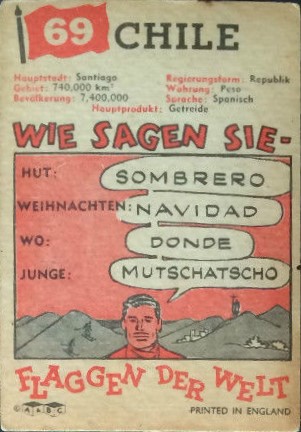 69 CHILE
Hauptstadt: Santiago
Gebiet: 740,000 km²
Bevölkerung: 7,400,000
Regierungsform: Republik
Währung: Peso
Sprache: Spanisch
Hauptprodukt: Getreide
WIE SAGEN SIE-
HUT: SOMBRERO
WEIHNACHTEN: NAVIDAD
WO: DONDE
JUNGE: MUTSCHATSCHO
FLAGGEN DER WELT
© A & B C PRINTED IN ENGLAND